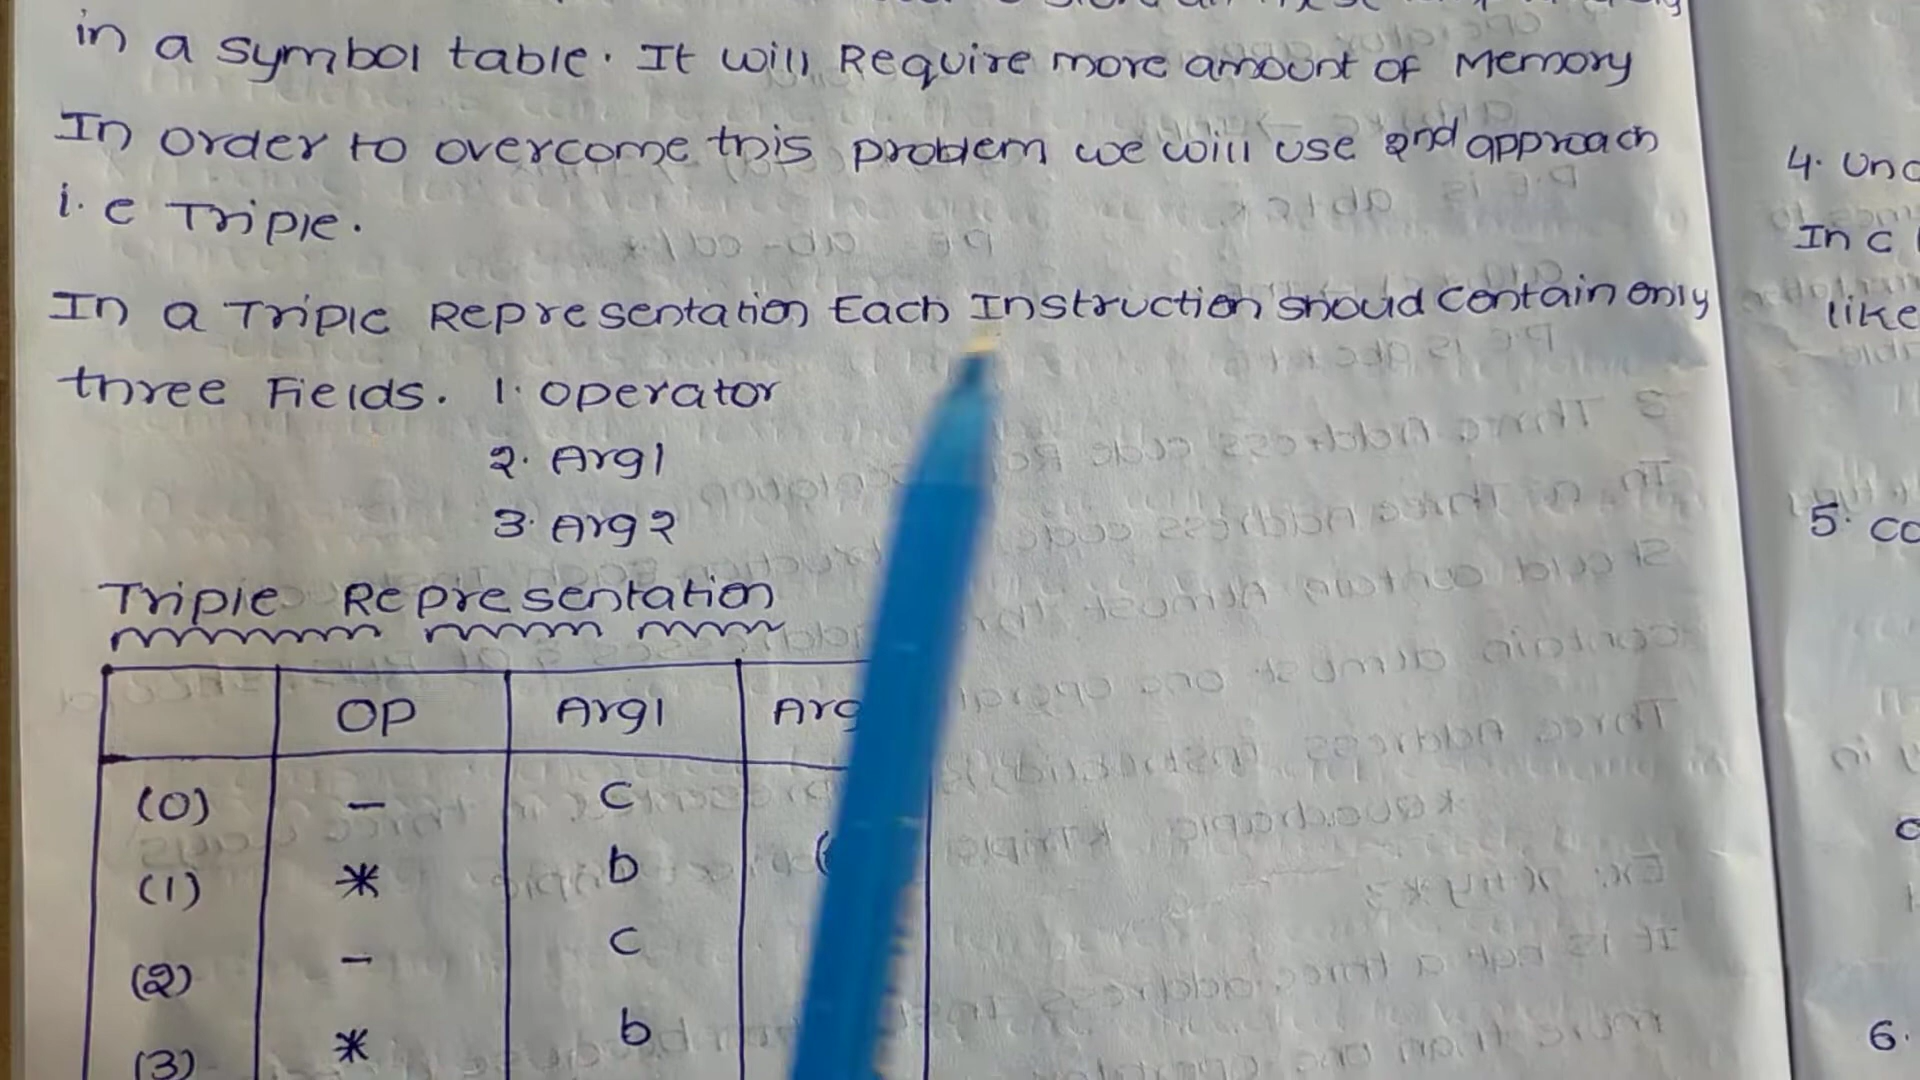 in a symbol table. It will Require more amount of Memory
In order to overcome this problem we will use 2nd approach
i.e Triple.
In a Triple Representation Each Instruction should contain only
three Fields. 1. operator
2. Arg1
3. Arg2
Triple Representation
OP Arg1 Arg
(0) - c
(1) * b (
(2) - c
(3) * b
4.
In c
like
5.
6.